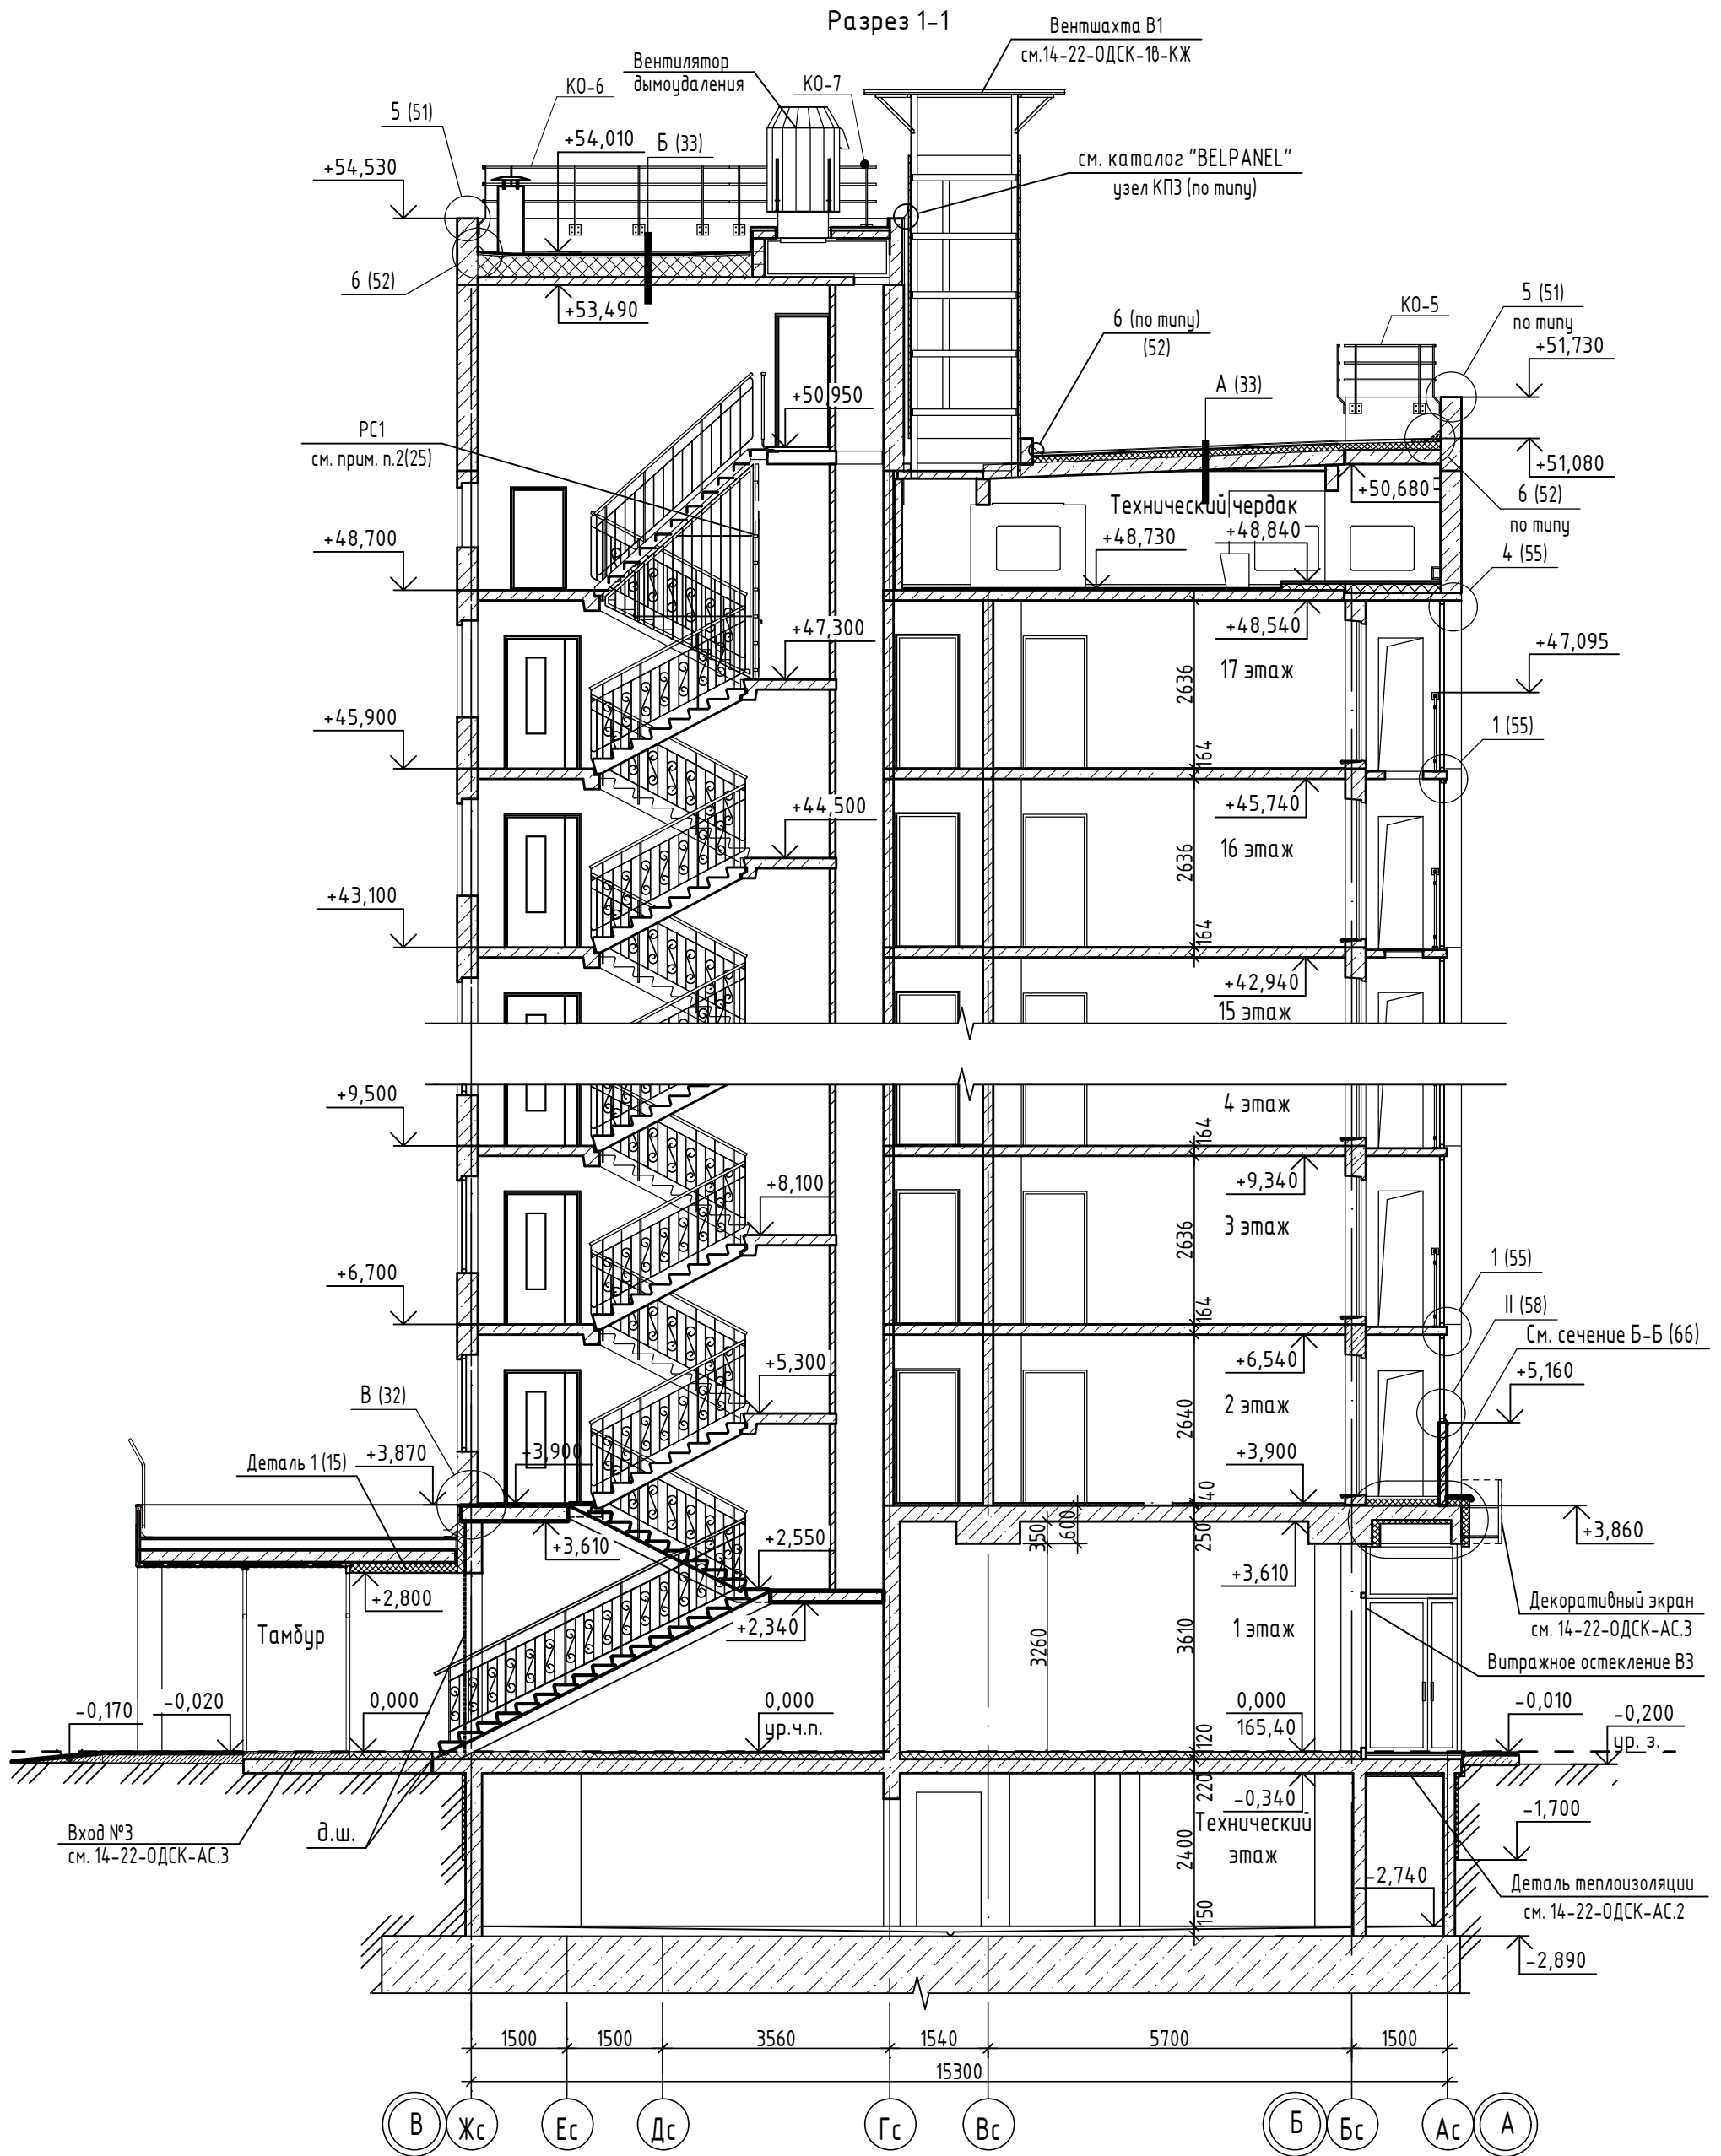 Разрез 1-1
Вентшахта В1
см.14-22-ОДСК-1в-КЖ
Вентилятор
дымоудаления
КО-6
КО-7
5 (51)
+54,010
Б (33)
+54,530
см. каталог "BELPANEL"
узел КПЗ (по типу)
6 (52)
+53,490
6 (по типу)
(52)
КО-5
5 (51)
по типу
+51,730
+50,950
А (33)
РС1
см. прим. п.2(25)
+51,080
+50,680
6 (52)
по типу
Технический чердак
+48,700
+48,730
+48,840
4 (55)
+47,300
+48,540
17 этаж
+47,095
2636
+45,900
1 (55)
164
+44,500
+45,740
16 этаж
2636
+43,100
164
+42,940
15 этаж
+9,500
4 этаж
164
+8,100
+9,340
3 этаж
2636
+6,700
1 (55)
II (58)
164
См. сечение Б-Б (66)
+5,300
+6,540
2 этаж
+5,160
2640
В (32)
Деталь 1 (15)
+3,870
+3,900
+3,900
40
+3,610
350
600
250
+3,860
+2,550
+3,610
+2,800
Декоративный экран
см. 14-22-ОДСК-АС.3
Тамбур
+2,340
1 этаж
3260
3610
Витражное остекление В3
-0,170
-0,020
0,000
0,000
ур.ч.п.
0,000
165,40
120
-0,010
-0,200
ур. з.
220
-0,340
-1,700
Вход №3
см. 14-22-ОДСК-АС.3
д.ш.
Технический
этаж
2400
-2,740
Деталь теплоизоляции
см. 14-22-ОДСК-АС.2
150
-2,890
1500 1500 3560 1540 5700 1500
15300
В Жс Ес Дс Гс Вс Б Бс Ас А